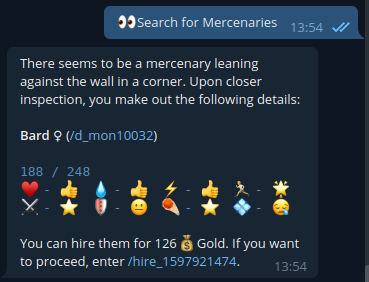 👀Search for Mercenaries 13:54
There seems to be a mercenary leaning
against the wall in a corner. Upon closer
inspection, you make out the following details:
Bard ♀ (/d_mon10032)
188 / 248
❤️ - 👍 💧 - 👍 ⚡ - 👍 🏃 - 🌟
⚔️ - ⭐ 🛡 - 😐 ☄️ - ⭐ 💠 - 😪
You can hire them for 126 💰 Gold. If you want
to proceed, enter /hire_1597921474.
13:54